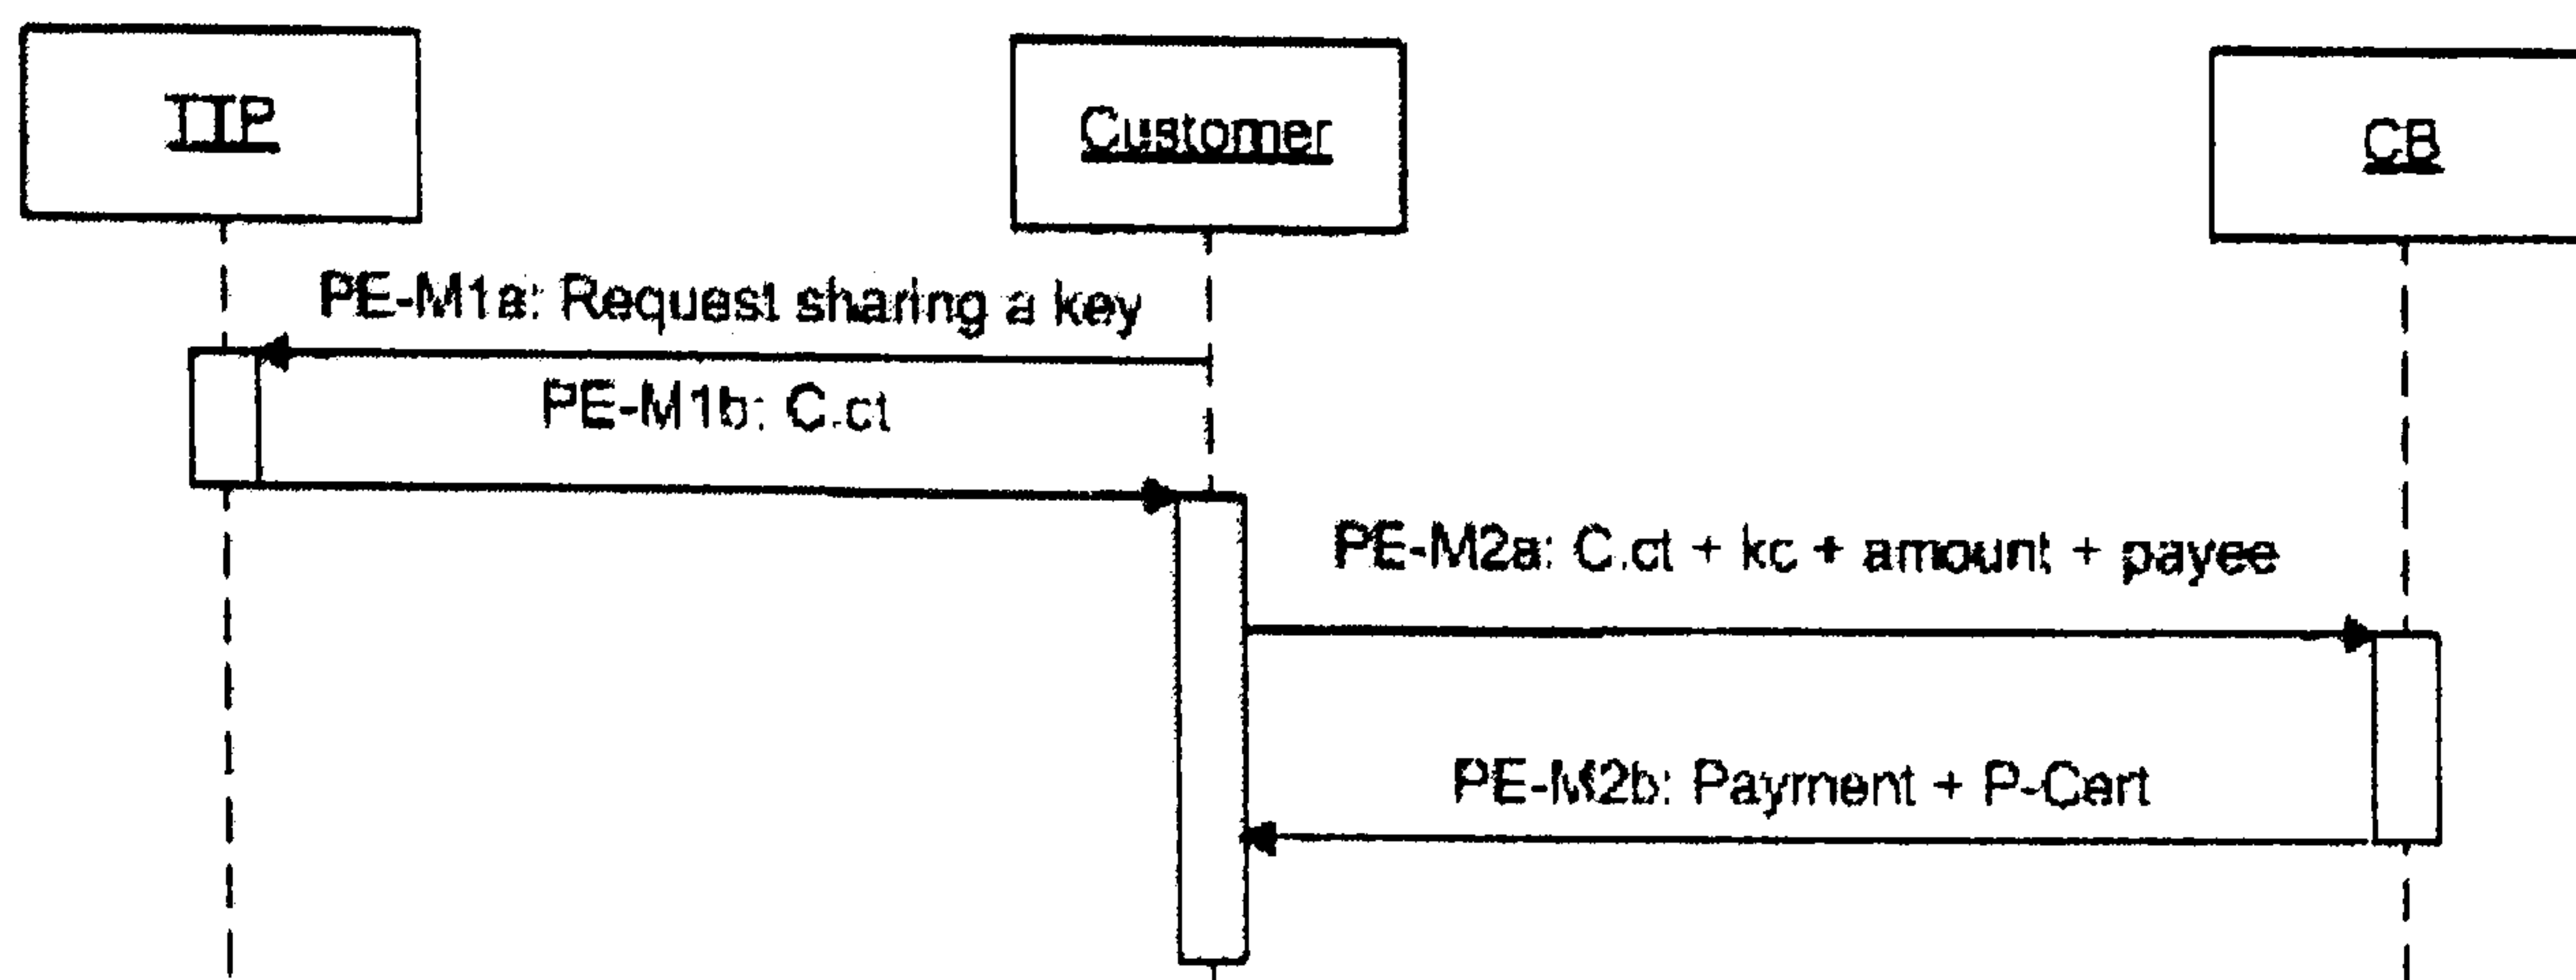 TTP
Customer
CB
PE-M1a: Request sharing a key
PE-M1b: C.ct
PE-M2a: C.ct + kc + amount + payee
PE-M2b: Payment + P-Cert